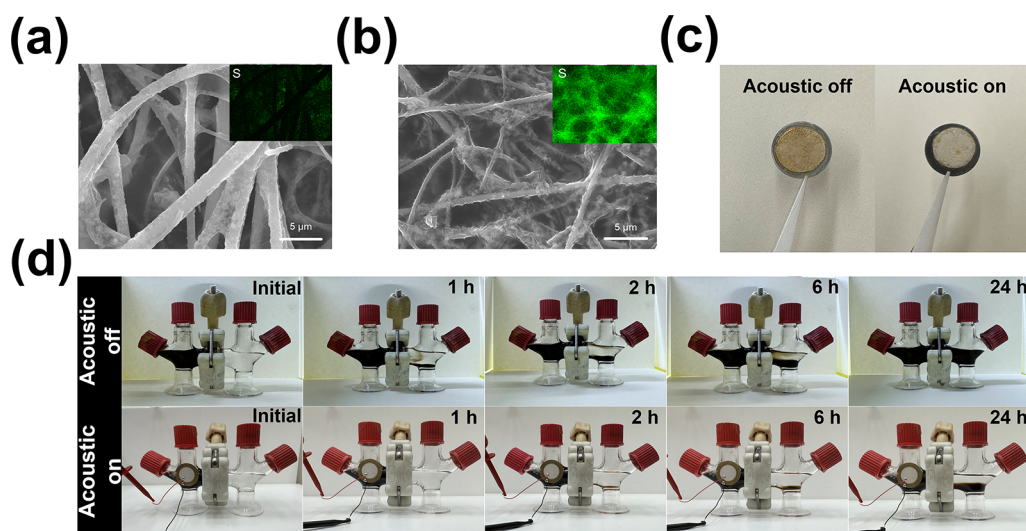 (a)
S
5 μm
(b)
S
5 μm
(c)
Acoustic off
Acoustic on
(d)
Acoustic
off
Initial
1 h
2 h
6 h
24 h
Acoustic
on
Initial
1 h
2 h
6 h
24 h